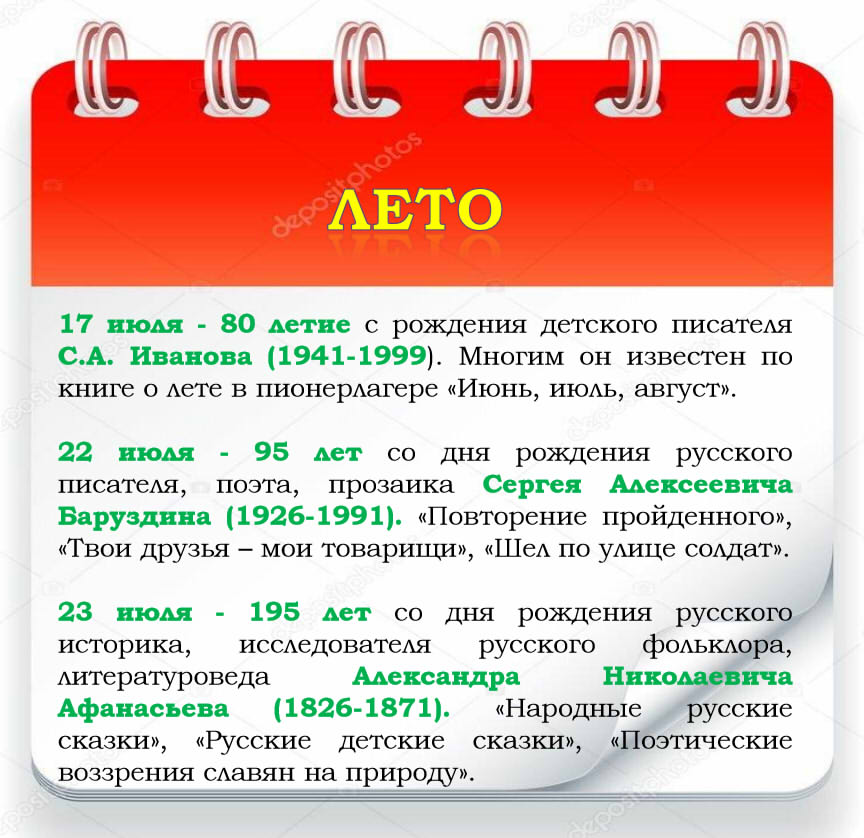 ЛЕТО
17 июля - 80 летие с рождения детского писателя
С.А. Иванова (1941-1999). Многим он известен по
книге о лете в пионерлагере «Июнь, июль, август».
22 июля - 95 лет со дня рождения русского
писателя, поэта, прозаика Сергея Алексеевича
Баруздина (1926-1991). «Повторение пройденного»,
«Твои друзья – мои товарищи», «Шел по улице солдат».
23 июля - 195 лет со дня рождения русского
историка, исследователя русского фольклора,
литературоведа Александра Николаевича
Афанасьева (1826-1871). «Народные русские
сказки», «Русские детские сказки», «Поэтические
воззрения славян на природу».
depositphotos